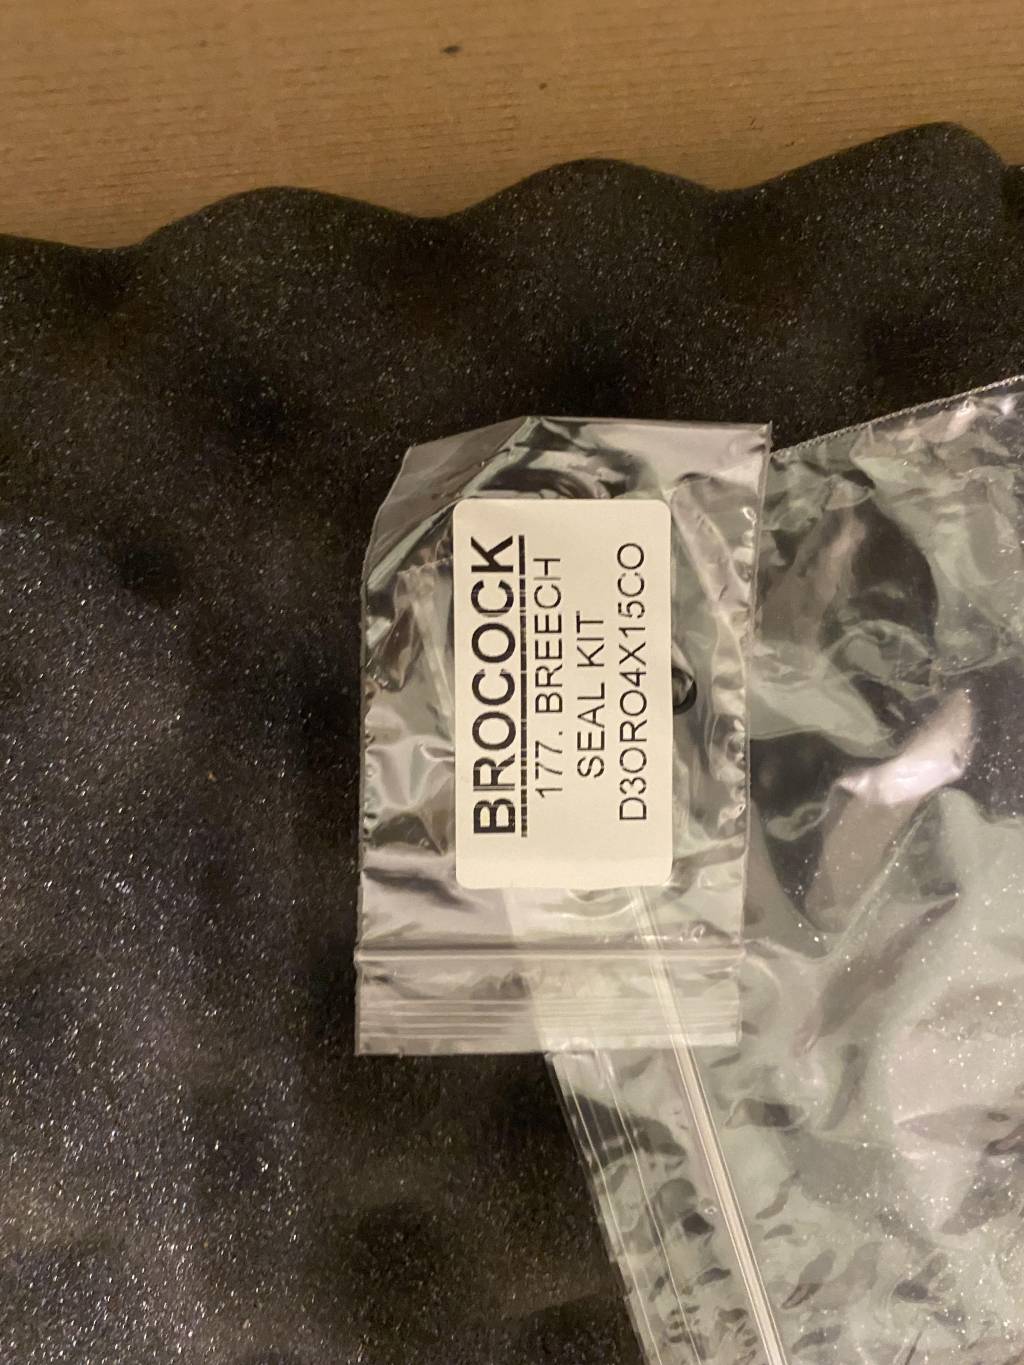 BROCOCK
177. BREECH
SEAL KIT
D3ORO4X15CO